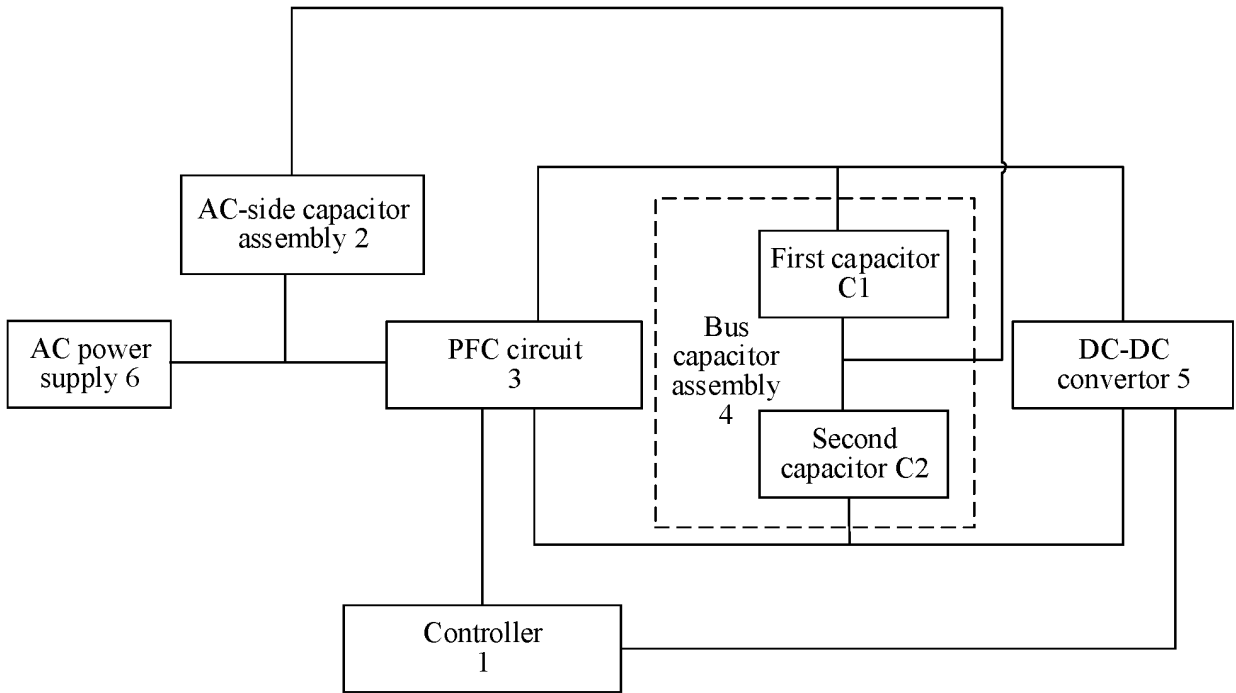 AC-side capacitor
assembly 2
First capacitor
C1
AC power
supply 6
PFC circuit
3
Bus
capacitor
assembly
4
DC-DC
convertor 5
Second
capacitor C2
Controller
1